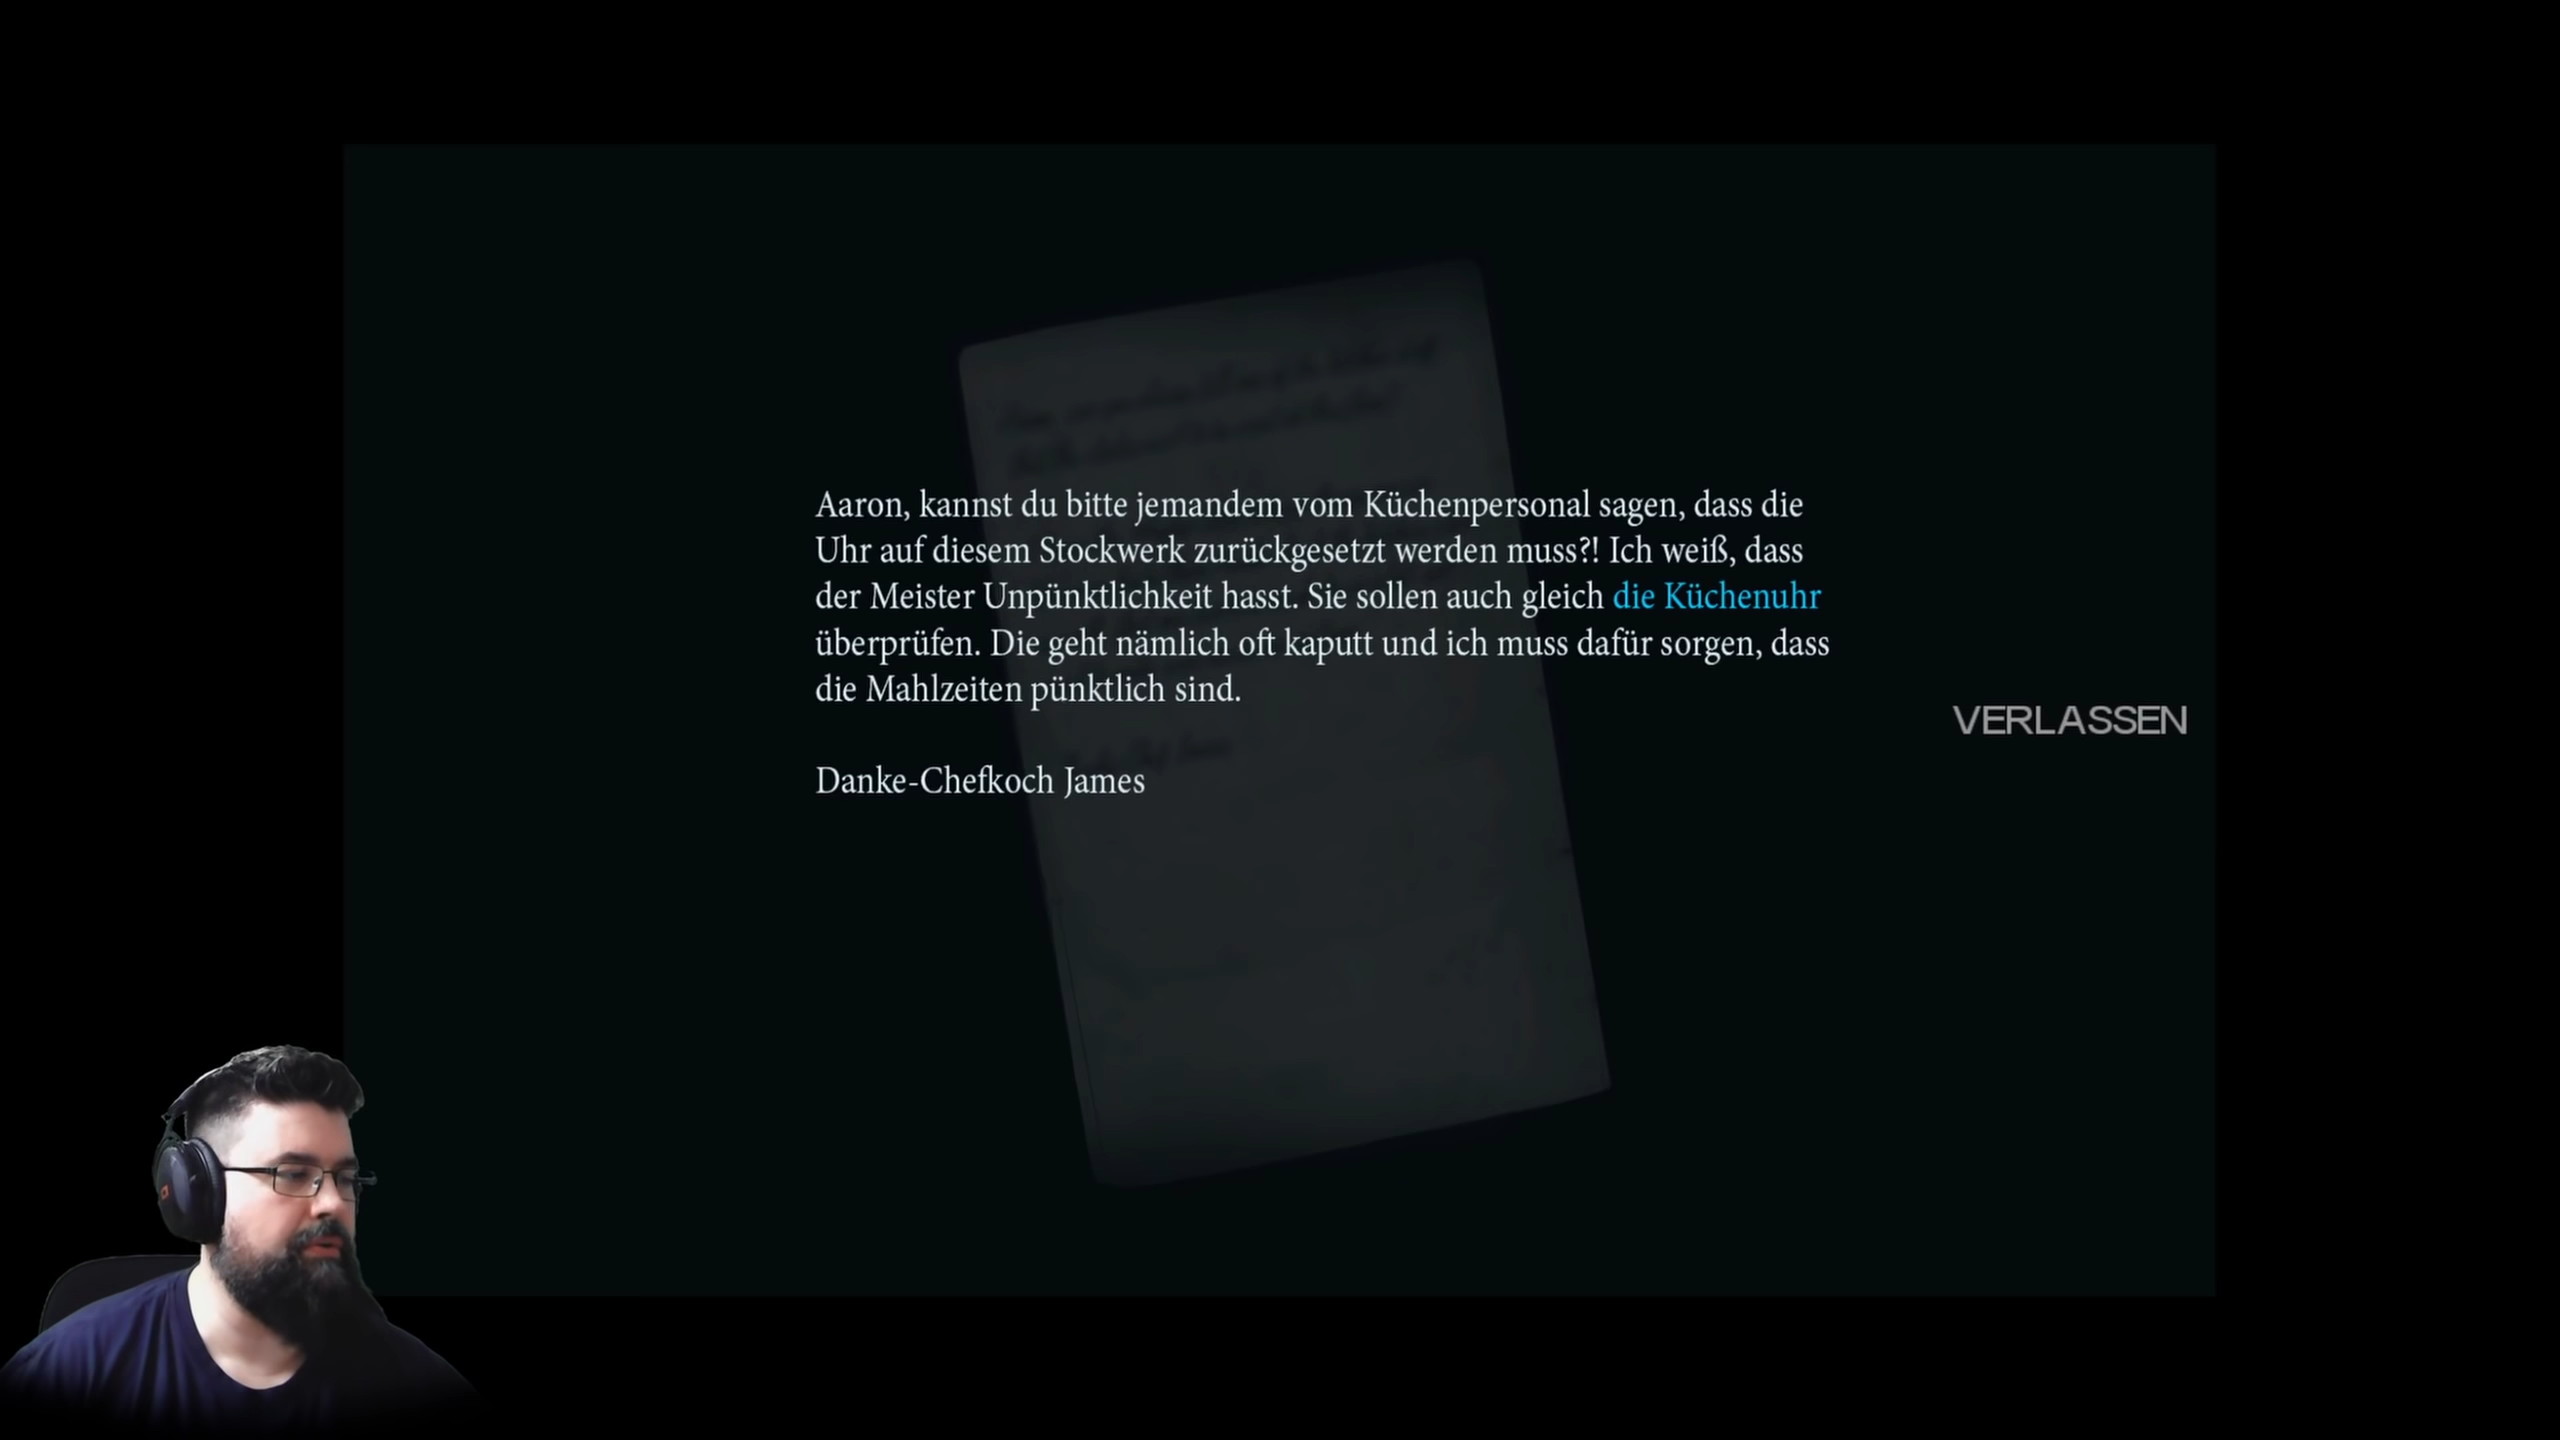 Aaron, kannst du bitte jemandem vom Küchenpersonal sagen, dass die
Uhr auf diesem Stockwerk zurückgesetzt werden muss?! Ich weiß, dass
der Meister Unpünktlichkeit hasst. Sie sollen auch gleich die Küchenuhr
überprüfen. Die geht nämlich oft kaputt und ich muss dafür sorgen, dass
die Mahlzeiten pünktlich sind.
VERLASSEN
Danke-Chefkoch James